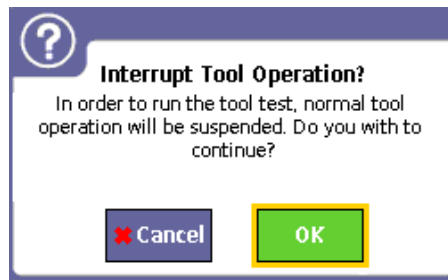 ?
Interrupt Tool Operation?
In order to run the tool test, normal tool
operation will be suspended. Do you with to
continue?
Cancel OK